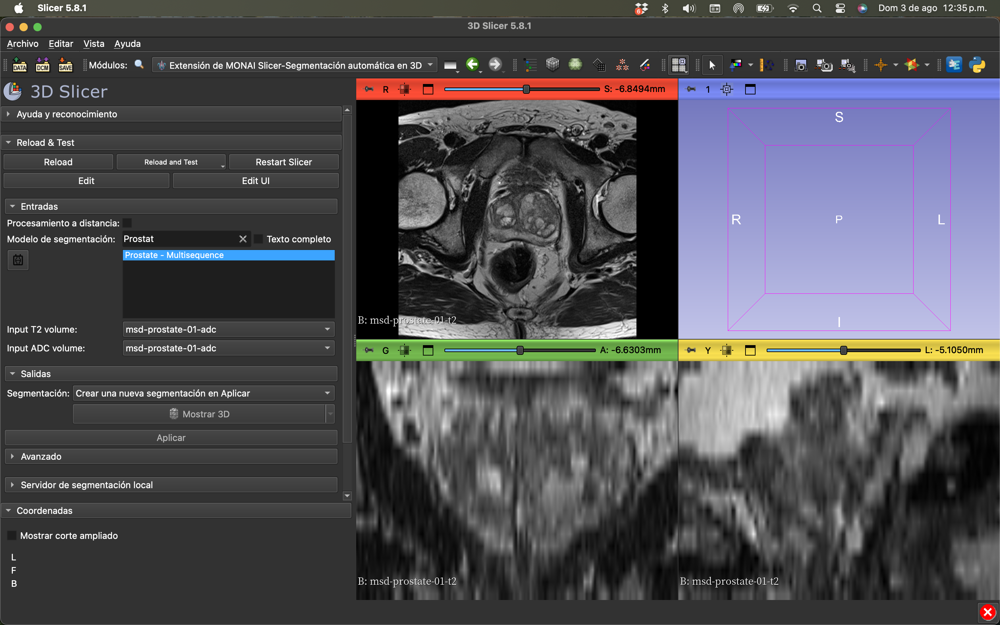 Slicer 5.8.1
6
Dom 3 de ago 12:35 p.m.
3D Slicer 5.8.1
Archivo Editar Vista Ayuda
DATA DCM SAVE Módulos: Extensión de MONAI Slicer-Segmentación automática en 3D
3D Slicer
Ayuda y reconocimiento
Reload & Test
Reload Reload and Test Restart Slicer
Edit Edit UI
Entradas
Procesamiento a distancia:
Modelo de segmentación: Prostat Texto completo
Prostate - Multisequence
Input T2 volume: msd-prostate-01-adc
Input ADC volume: msd-prostate-01-adc
Salidas
Segmentación: Crear una nueva segmentación en Aplicar
Mostrar 3D
Aplicar
Avanzado
Servidor de segmentación local
Coordenadas
Mostrar corte ampliado
L
F
B
R S: -6.8494mm
B: msd-prostate-01-t2
1
S
R P L
I
G A: -6.6303mm
B: msd-prostate-01-t2
Y L: -5.1050mm
B: msd-prostate-01-t2